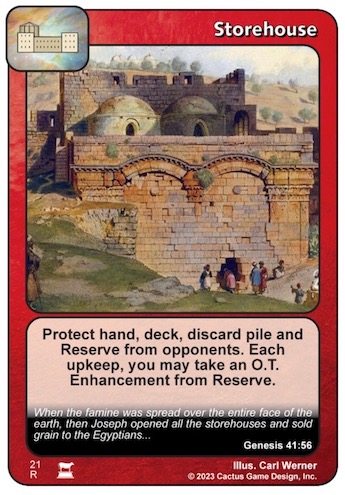 Storehouse
Protect hand, deck, discard pile and
Reserve from opponents. Each
upkeep, you may take an O.T.
Enhancement from Reserve.
When the famine was spread over the entire face of the
earth, then Joseph opened all the storehouses and sold
grain to the Egyptians...
Genesis 41:56
21
R
Illus. Carl Werner
© 2023 Cactus Game Design, Inc.